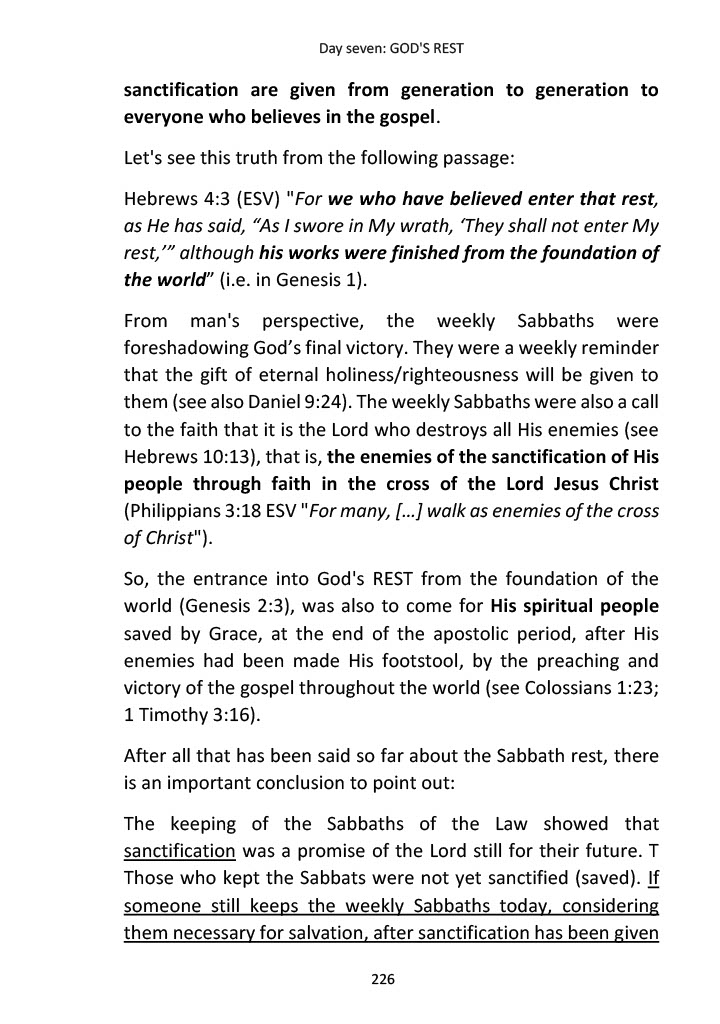 Day seven: GOD'S REST
sanctification are given from generation to generation to
everyone who believes in the gospel.
Let's see this truth from the following passage:
Hebrews 4:3 (ESV) "For we who have believed enter that rest,
as He has said, “As I swore in My wrath, ‘They shall not enter My
rest,’” although his works were finished from the foundation of
the world” (i.e. in Genesis 1).
From man's perspective, the weekly Sabbaths were
foreshadowing God’s final victory. They were a weekly reminder
that the gift of eternal holiness/righteousness will be given to
them (see also Daniel 9:24). The weekly Sabbaths were also a call
to the faith that it is the Lord who destroys all His enemies (see
Hebrews 10:13), that is, the enemies of the sanctification of His
people through faith in the cross of the Lord Jesus Christ
(Philippians 3:18 ESV "For many, […] walk as enemies of the cross
of Christ").
So, the entrance into God's REST from the foundation of the
world (Genesis 2:3), was also to come for His spiritual people
saved by Grace, at the end of the apostolic period, after His
enemies had been made His footstool, by the preaching and
victory of the gospel throughout the world (see Colossians 1:23;
1 Timothy 3:16).
After all that has been said so far about the Sabbath rest, there
is an important conclusion to point out:
The keeping of the Sabbaths of the Law showed that
sanctification was a promise of the Lord still for their future. T
Those who kept the Sabbats were not yet sanctified (saved). If
someone still keeps the weekly Sabbaths today, considering
them necessary for salvation, after sanctification has been given
226